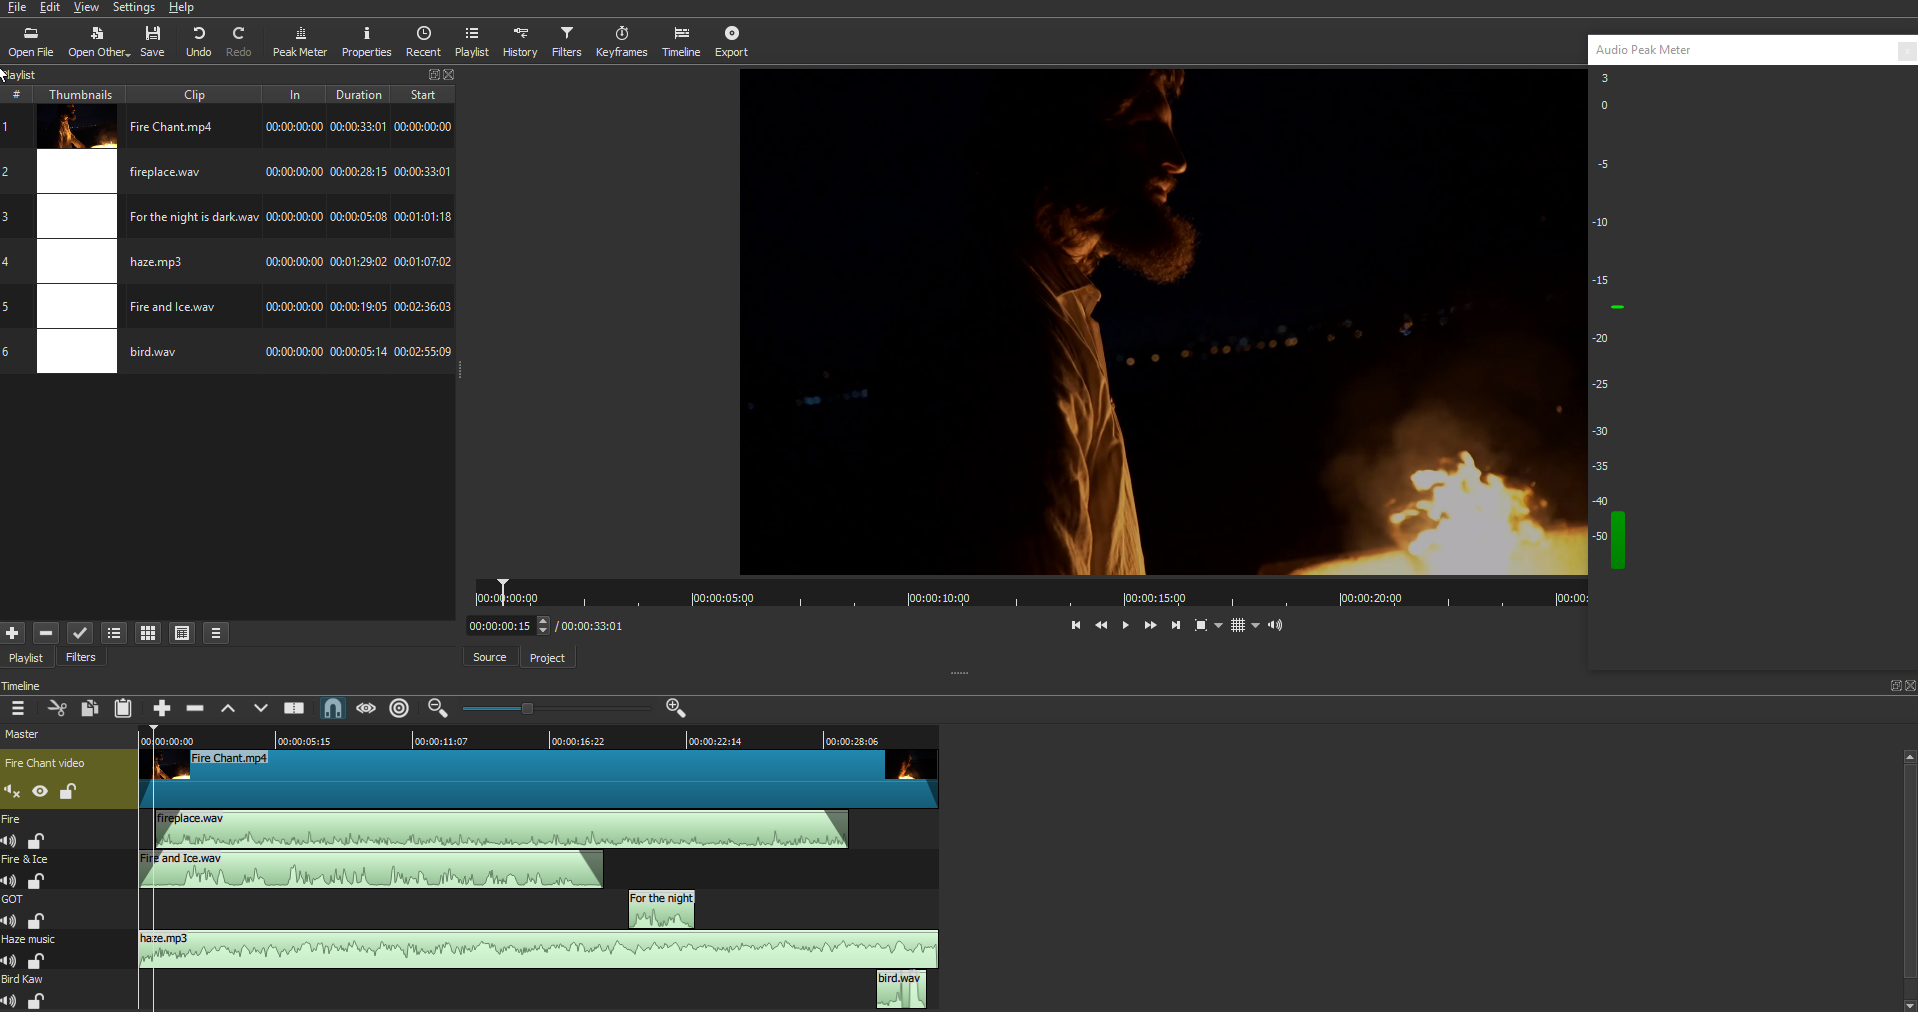 File Edit View Settings Help
Open File Open Other Save Undo Redo Peak Meter Properties Recent Playlist History Filters Keyframes Timeline Export
Playlist
# Thumbnails Clip In Duration Start
1 Fire Chant.mp4 00:00:00:00 00:00:33:01 00:00:00:00
2 fireplace.wav 00:00:00:00 00:00:28:15 00:00:33:01
3 For the night is dark.wav 00:00:00:00 00:00:05:08 00:01:01:18
4 haze.mp3 00:00:00:00 00:01:29:02 00:01:07:02
5 Fire and Ice.wav 00:00:00:00 00:00:19:05 00:02:36:03
6 bird.wav 00:00:00:00 00:00:05:14 00:02:55:09
Playlist Filters
00:00:00:00 00:00:05:00 00:00:10:00 00:00:15:00 00:00:20:00 00:00:
00:00:00:15 / 00:00:33:01
Source Project
Audio Peak Meter
3
0
-5
-10
-15
-20
-25
-30
-35
-40
-50
Timeline
Master
00:00:00:00 00:00:05:15 00:00:11:07 00:00:16:22 00:00:22:14 00:00:28:06
Fire Chant video
Fire Chant.mp4
Fire
fireplace.wav
Fire & Ice
Fire and Ice.wav
GOT
For the night
Haze music
haze.mp3
Bird Kaw
bird.wav